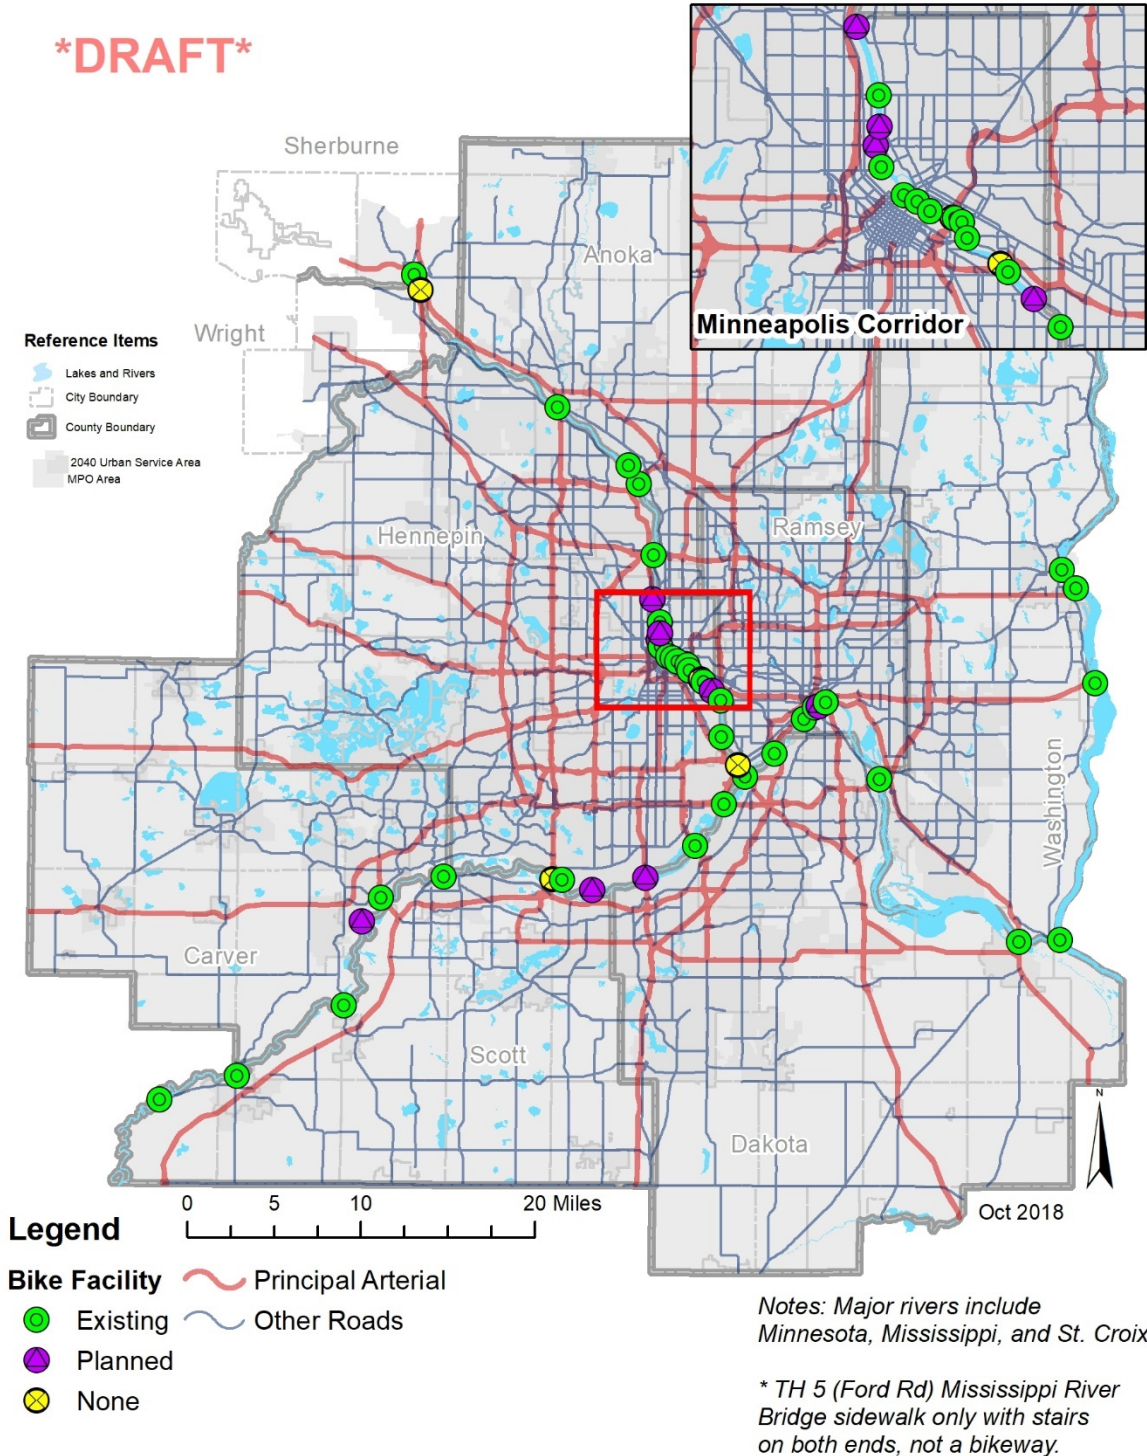 *DRAFT*
Sherburne
Anoka
Wright
Minneapolis Corridor
Reference Items
Lakes and Rivers
City Boundary
County Boundary
2040 Urban Service Area
MPO Area
Hennepin
Ramsey
Washington
Carver
Scott
Dakota
N
0 5 10 20 Miles
Oct 2018
Legend
Bike Facility
Principal Arterial
Existing
Other Roads
Planned
None
Notes: Major rivers include
Minnesota, Mississippi, and St. Croix
* TH 5 (Ford Rd) Mississippi River
Bridge sidewalk only with stairs
on both ends, not a bikeway.